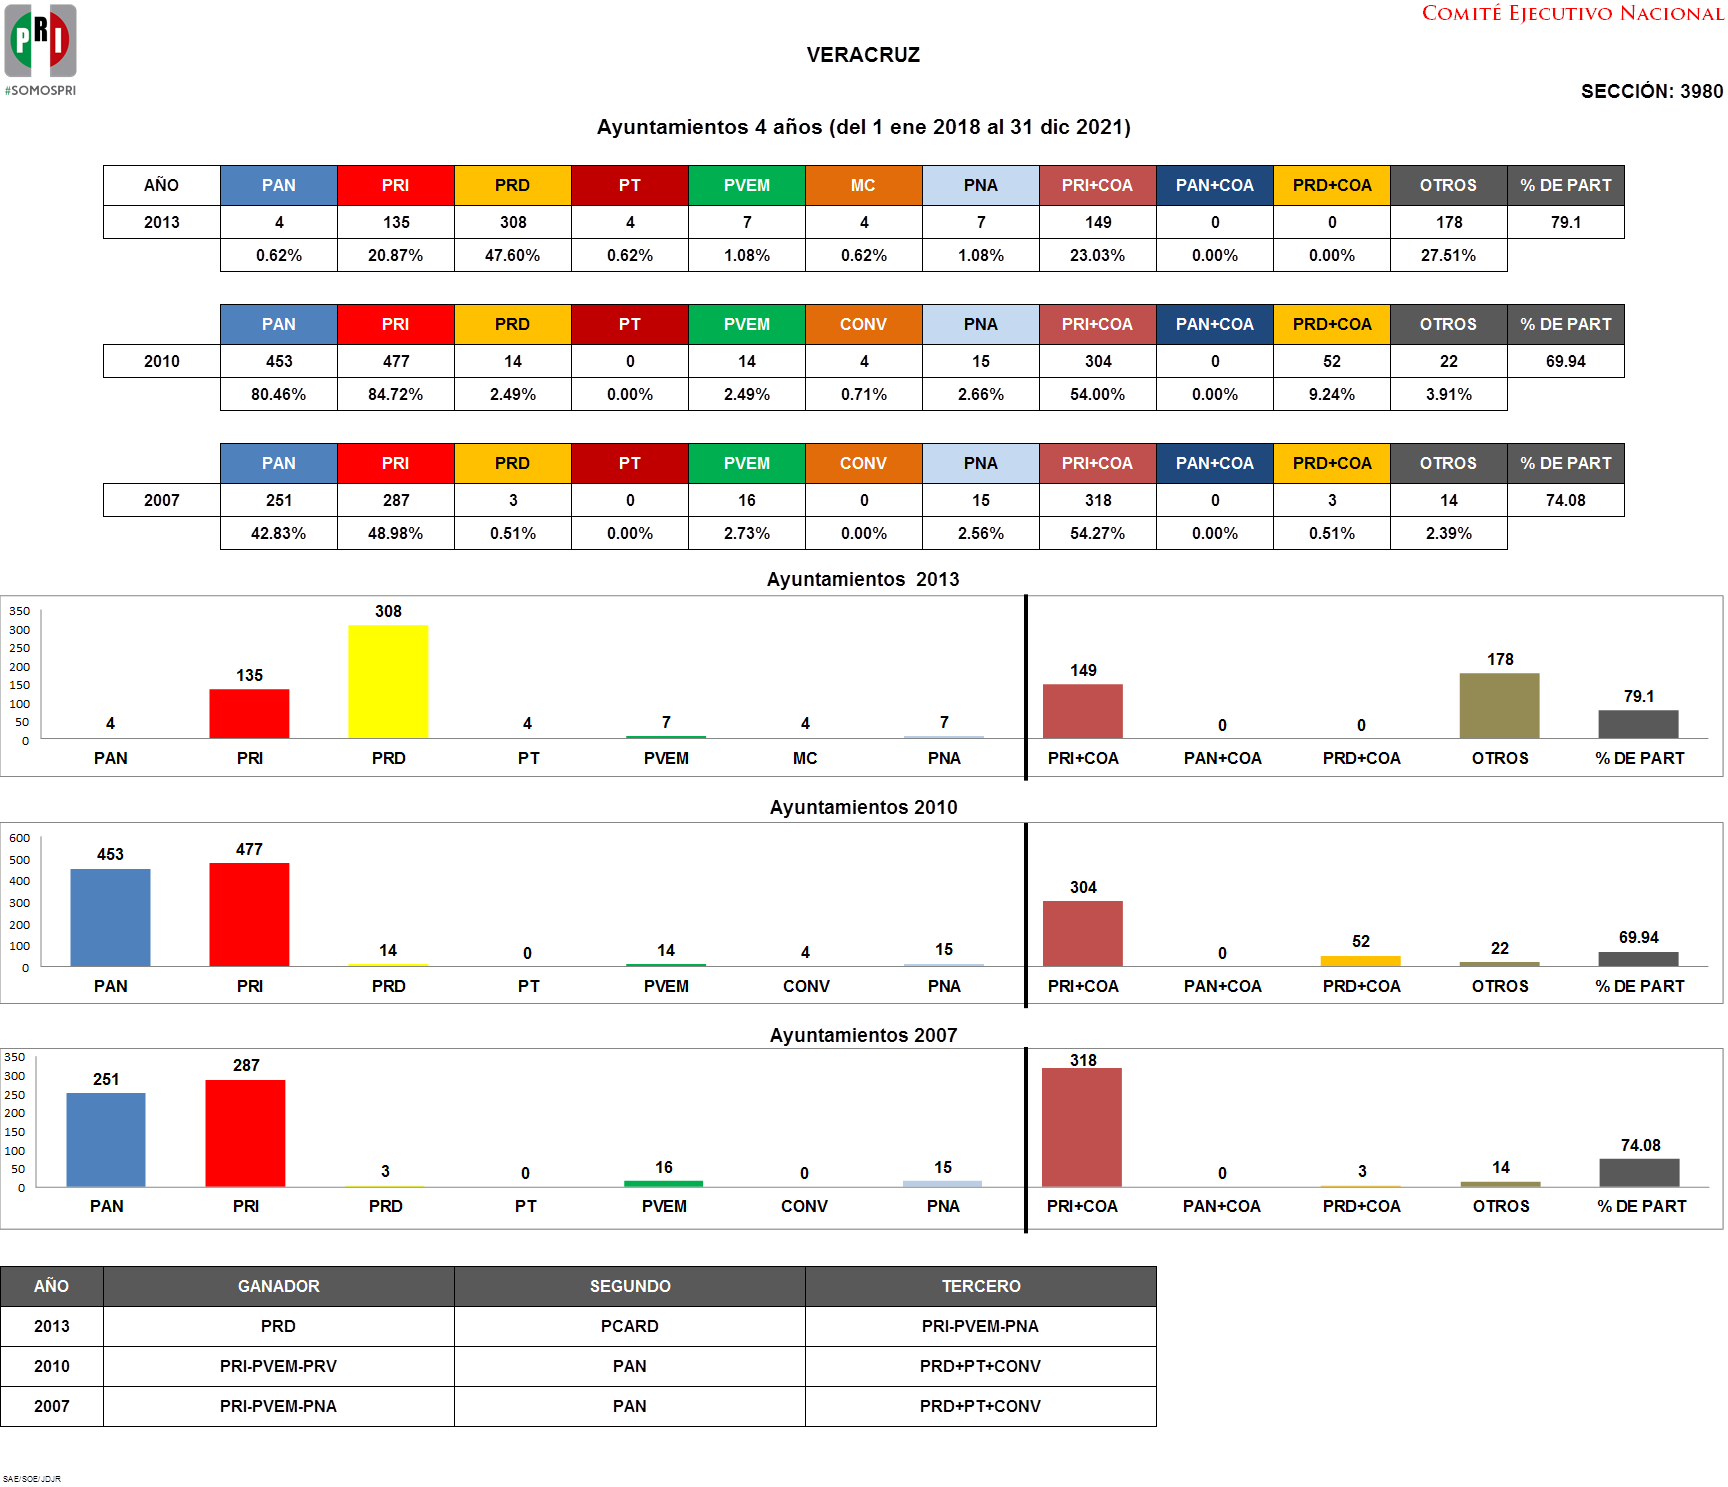 COMITÉ EJECUTIVO NACIONAL
PRI
#SOMOSPRI
VERACRUZ
SECCIÓN: 3980
Ayuntamientos 4 años (del 1 ene 2018 al 31 dic 2021)
AÑO PAN PRI PRD PT PVEM MC PNA PRI+COA PAN+COA PRD+COA OTROS % DE PART
2013 4 135 308 4 7 4 7 149 0 0 178 79.1
0.62% 20.87% 47.60% 0.62% 1.08% 0.62% 1.08% 23.03% 0.00% 0.00% 27.51%
PAN PRI PRD PT PVEM CONV PNA PRI+COA PAN+COA PRD+COA OTROS % DE PART
2010 453 477 14 0 14 4 15 304 0 52 22 69.94
80.46% 84.72% 2.49% 0.00% 2.49% 0.71% 2.66% 54.00% 0.00% 9.24% 3.91%
PAN PRI PRD PT PVEM CONV PNA PRI+COA PAN+COA PRD+COA OTROS % DE PART
2007 251 287 3 0 16 0 15 318 0 3 14 74.08
42.83% 48.98% 0.51% 0.00% 2.73% 0.00% 2.56% 54.27% 0.00% 0.51% 2.39%
Ayuntamientos 2013
350
300
250
200
150
100
50
0
4 135 308 4 7 4 7 149 0 0 178 79.1
PAN PRI PRD PT PVEM MC PNA PRI+COA PAN+COA PRD+COA OTROS % DE PART
Ayuntamientos 2010
600
500
400
300
200
100
0
453 477 14 0 14 4 15 304 0 52 22 69.94
PAN PRI PRD PT PVEM CONV PNA PRI+COA PAN+COA PRD+COA OTROS % DE PART
Ayuntamientos 2007
350
300
250
200
150
100
50
0
251 287 3 0 16 0 15 318 0 3 14 74.08
PAN PRI PRD PT PVEM CONV PNA PRI+COA PAN+COA PRD+COA OTROS % DE PART
AÑO GANADOR SEGUNDO TERCERO
2013 PRD PCARD PRI-PVEM-PNA
2010 PRI-PVEM-PRV PAN PRD+PT+CONV
2007 PRI-PVEM-PNA PAN PRD+PT+CONV
SAE/SOE/JDJR